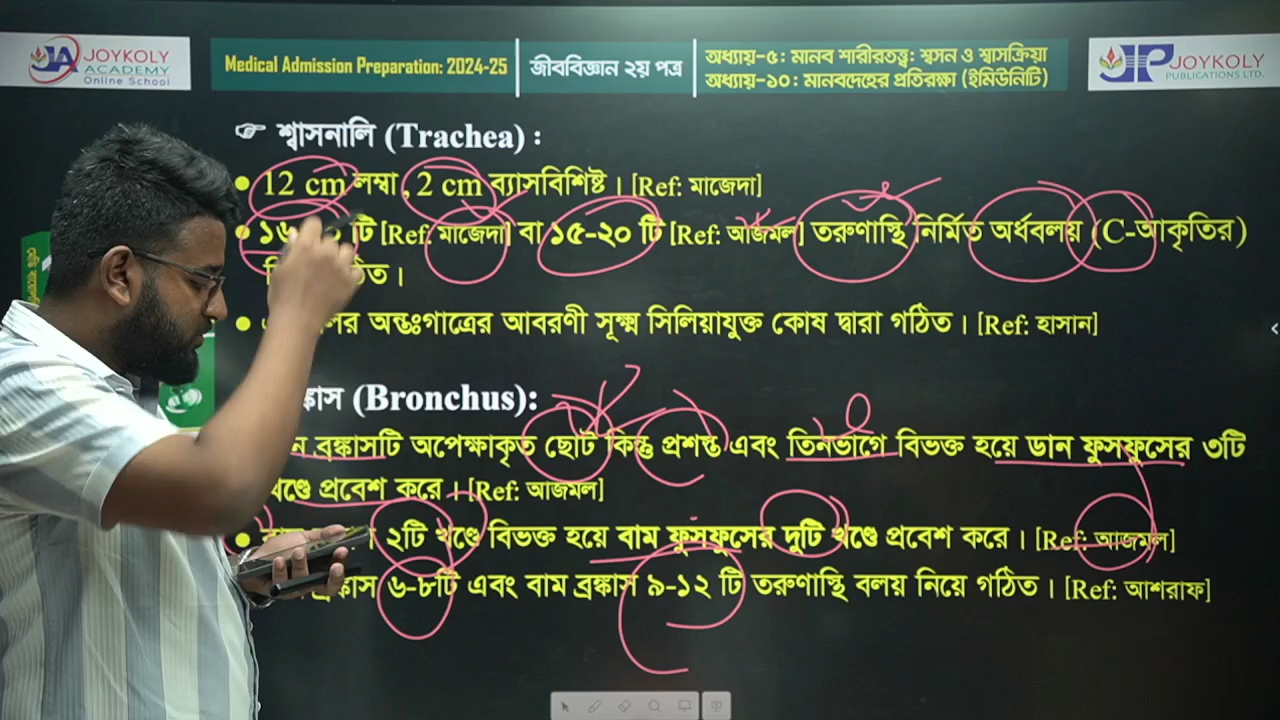 JOYKOLY
ACADEMY
Online School
Medical Admission Preparation: 2024-25
জীববিজ্ঞান ২য় পত্র
অধ্যায়-৫: মানব শারীরতত্ত্ব: শ্বসন ও শ্বাসক্রিয়া
অধ্যায়-১০: মানবদেহের প্রতিরক্ষা (ইমিউনিটি)
JOYKOLY
PUBLICATIONS LTD.
শ্বাসনালি (Trachea) :
12 cm লম্বা, 2 cm ব্যাসবিশিষ্ট। [Ref: মাজেদা]
টি [Ref: মাজেদা] বা ১৫-২০ টি [Ref: আজমল] তরুণাস্থি নির্মিত অর্ধবলয় (C-আকৃতির)
অন্তঃগাত্রের আবরণী সূক্ষ্ম সিলিয়াযুক্ত কোষ দ্বারা গঠিত। [Ref: হাসান]
(Bronchus):
ব্রঙ্কাসটি অপেক্ষাকৃত ছোট কিন্তু প্রশস্ত এবং তিনভাগে বিভক্ত হয়ে ডান ফুসফুসের ৩টি
খণ্ডে প্রবেশ করে। [Ref: আজমল]
২টি খণ্ডে বিভক্ত হয়ে বাম ফুসফুসের দুটি খণ্ডে প্রবেশ করে। [Ref: আজমল]
ব্রঙ্কাস ৬-৮টি এবং বাম ব্রঙ্কাস ৯-১২ টি তরুণাস্থি বলয় নিয়ে গঠিত। [Ref: আশরাফ]